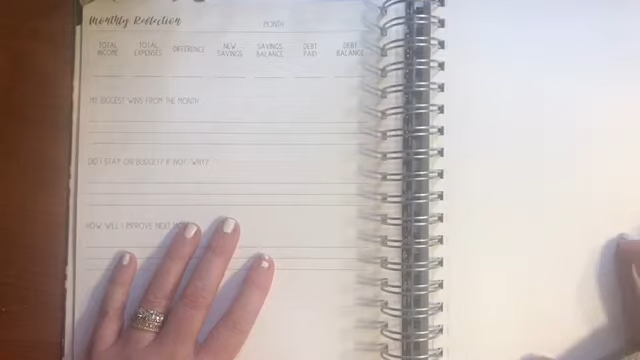 Monthly Reflection MONTH
TOTAL INCOME TOTAL EXPENSES DIFFERENCE NEW SAVINGS SAVINGS BALANCE DEBT PAID DEBT BALANCE
MY BIGGEST WINS FROM THE MONTH
DID I STAY ON BUDGET? IF NOT, WHY?
HOW WILL I IMPROVE NEXT